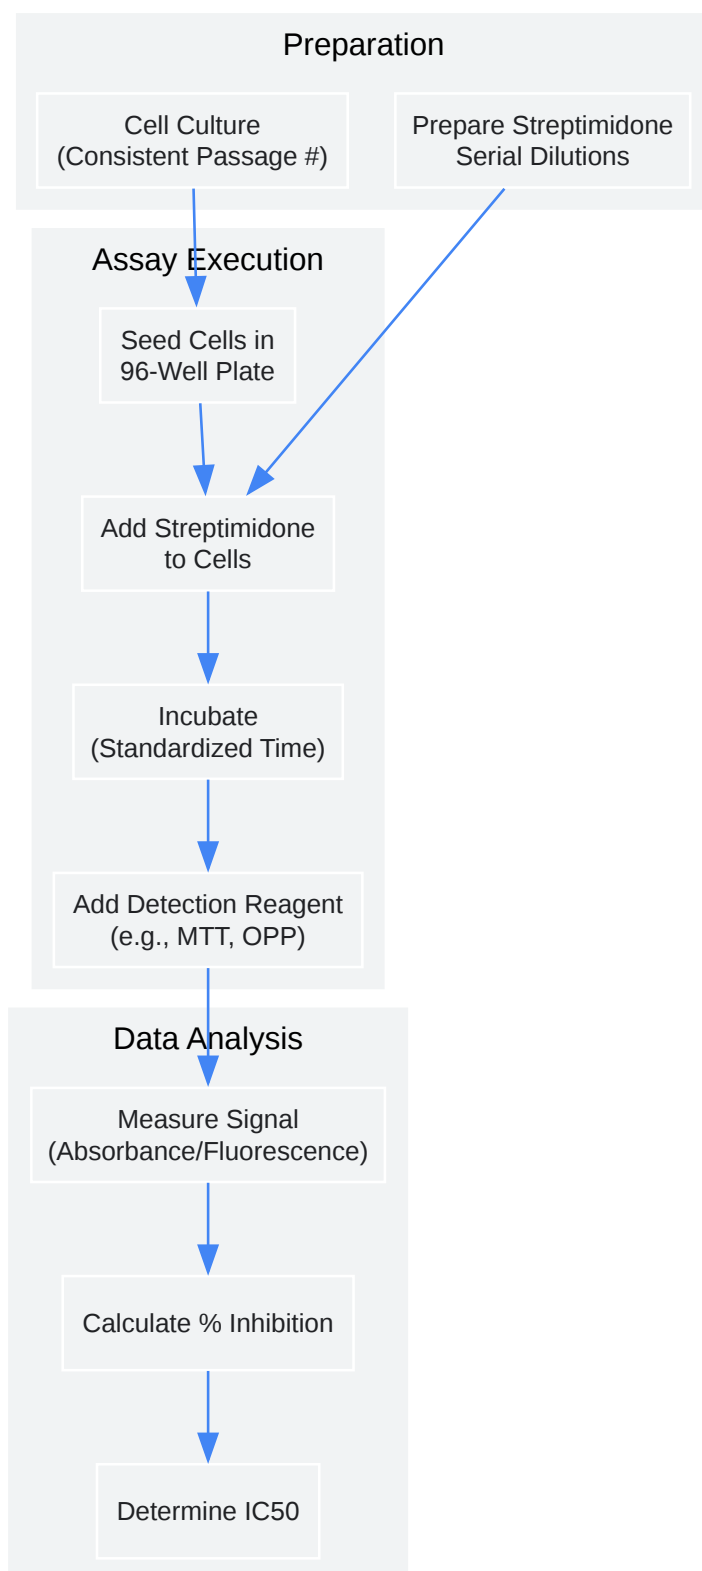 Preparation
Cell Culture
(Consistent Passage #)
Prepare Streptimidone
Serial Dilutions
Assay Execution
Seed Cells in
96-Well Plate
Add Streptimidone
to Cells
Incubate
(Standardized Time)
Add Detection Reagent
(e.g., MTT, OPP)
Data Analysis
Measure Signal
(Absorbance/Fluorescence)
Calculate % Inhibition
Determine IC50